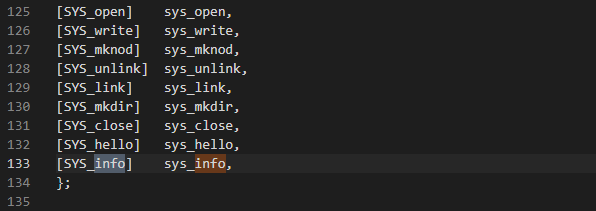 125 [SYS_open] sys_open,
126 [SYS_write] sys_write,
127 [SYS_mknod] sys_mknod,
128 [SYS_unlink] sys_unlink,
129 [SYS_link] sys_link,
130 [SYS_mkdir] sys_mkdir,
131 [SYS_close] sys_close,
132 [SYS_hello] sys_hello,
133 [SYS_info] sys_info,
134 };
135